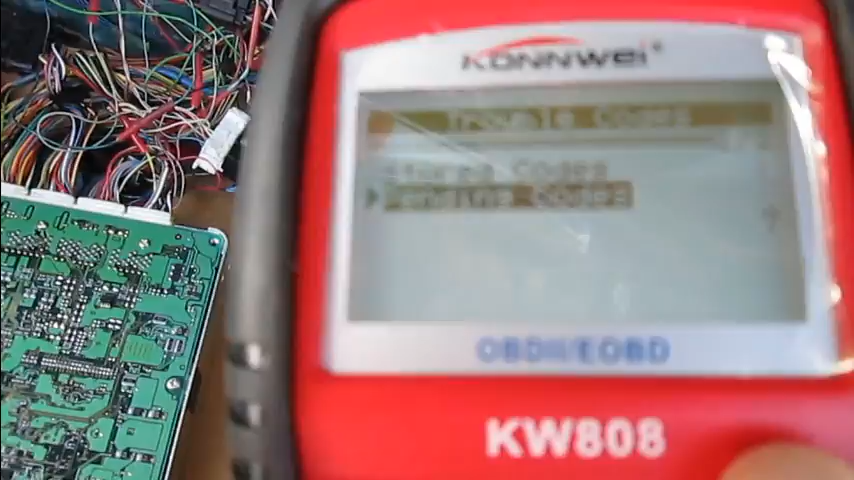 KONNWEI
Trouble Codes
Stored Codes
Pending Codes
OBDII/EOBD
KW808